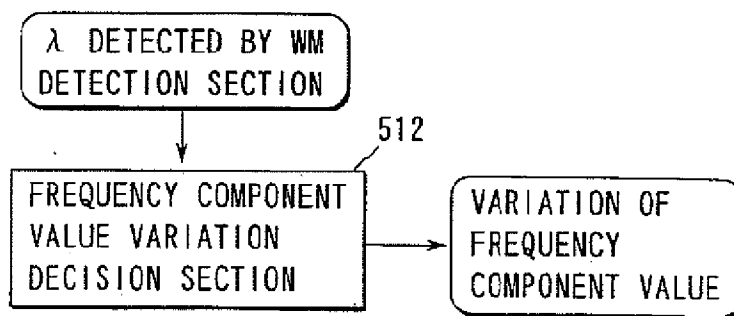 λ DETECTED BY WM
DETECTION SECTION
512
FREQUENCY COMPONENT
VALUE VARIATION
DECISION SECTION
VARIATION OF
FREQUENCY
COMPONENT VALUE